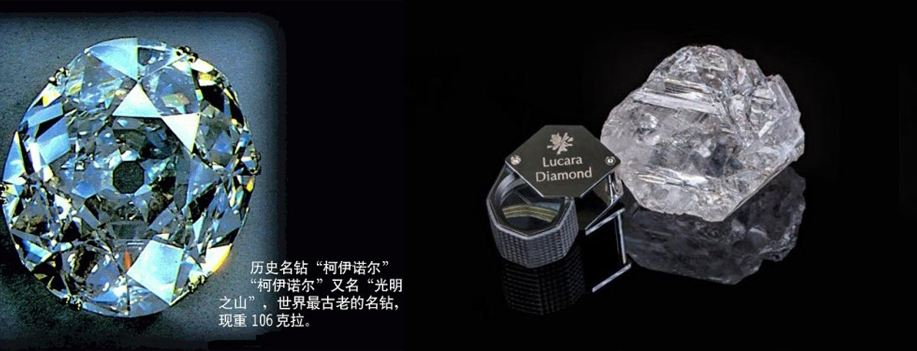 历史名钻“柯伊诺尔”
“柯伊诺尔”又名“光明
之山”，世界最古老的名钻，
现重 106 克拉。
Lucara
Diamond